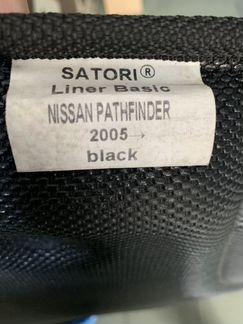 SATORI®
Liner Basic
NISSAN PATHFINDER
2005→
black